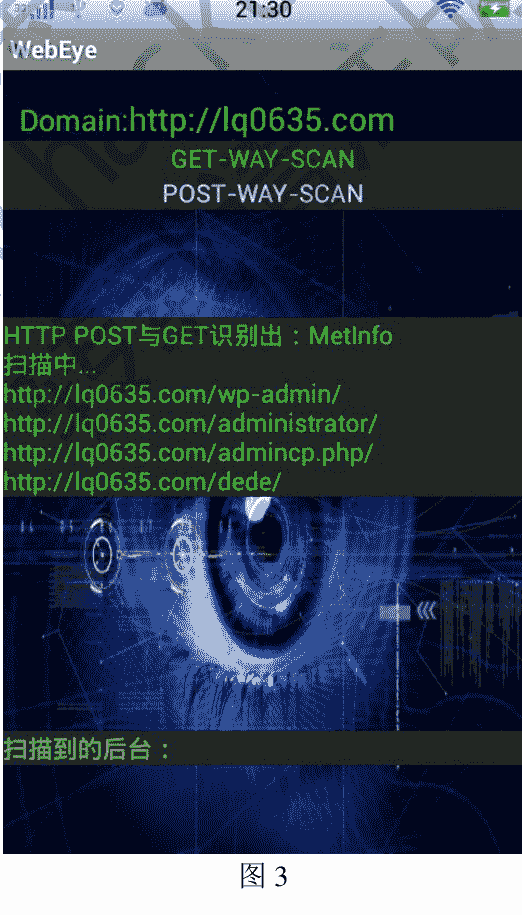 21:30
WebEye
Domain:http://lq0635.com
GET-WAY-SCAN
POST-WAY-SCAN
HTTP POST与GET识别出：MetInfo
扫描中...
http://lq0635.com/wp-admin/
http://lq0635.com/administrator/
http://lq0635.com/admincp.php/
http://lq0635.com/dede/
扫描到的后台：
图 3